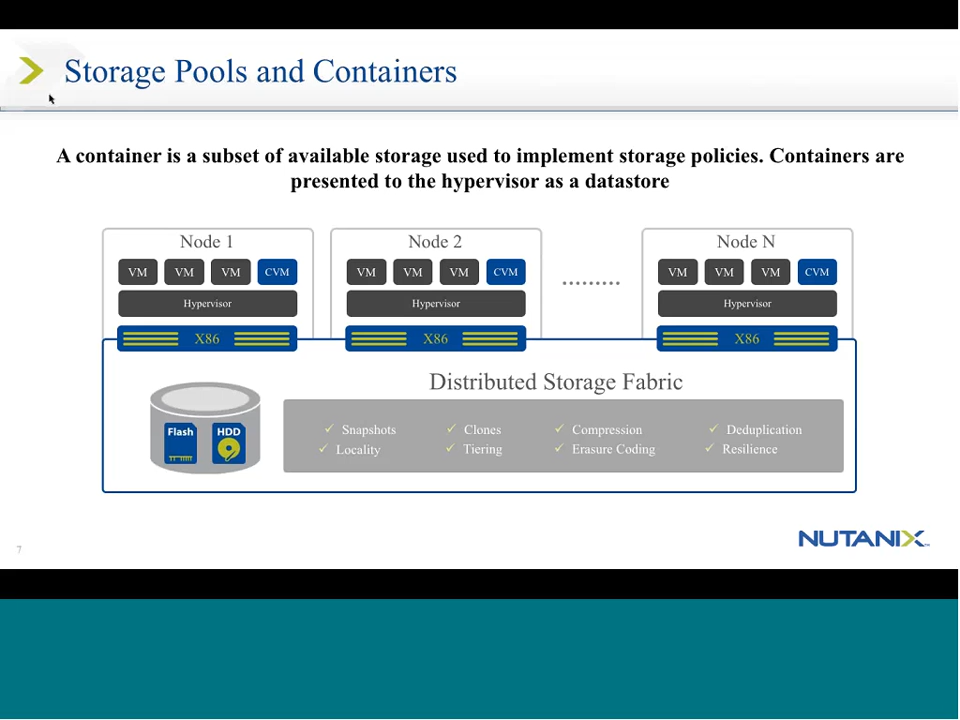 Storage Pools and Containers
A container is a subset of available storage used to implement storage policies. Containers are
presented to the hypervisor as a datastore
Node 1
VM VM VM CVM
Hypervisor
X86
Node 2
VM VM VM CVM
Hypervisor
X86
.........
Node N
VM VM VM CVM
Hypervisor
X86
Distributed Storage Fabric
Flash HDD
Snapshots Clones Compression Deduplication
Locality Tiering Erasure Coding Resilience
7
NUTANIX